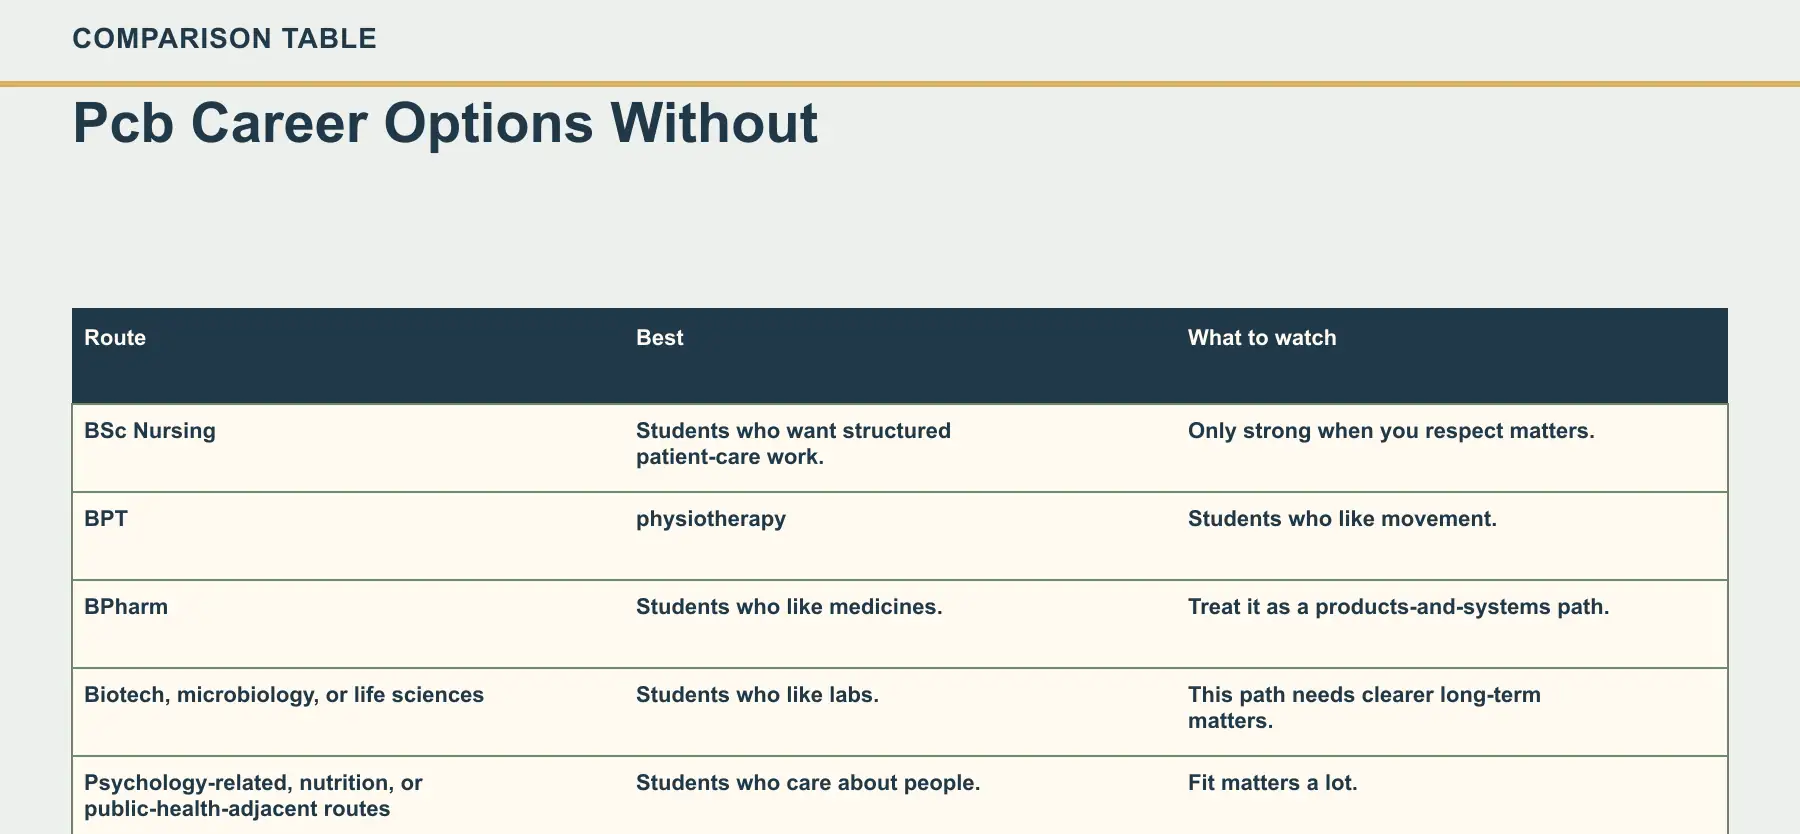 COMPARISON TABLE
Pcb Career Options Without
Route Best What to watch
BSc Nursing Students who want structured Only strong when you respect matters.
patient-care work.
BPT physiotherapy Students who like movement.
BPharm Students who like medicines. Treat it as a products-and-systems path.
Biotech, microbiology, or life sciences Students who like labs. This path needs clearer long-term
matters.
Psychology-related, nutrition, or Students who care about people. Fit matters a lot.
public-health-adjacent routes